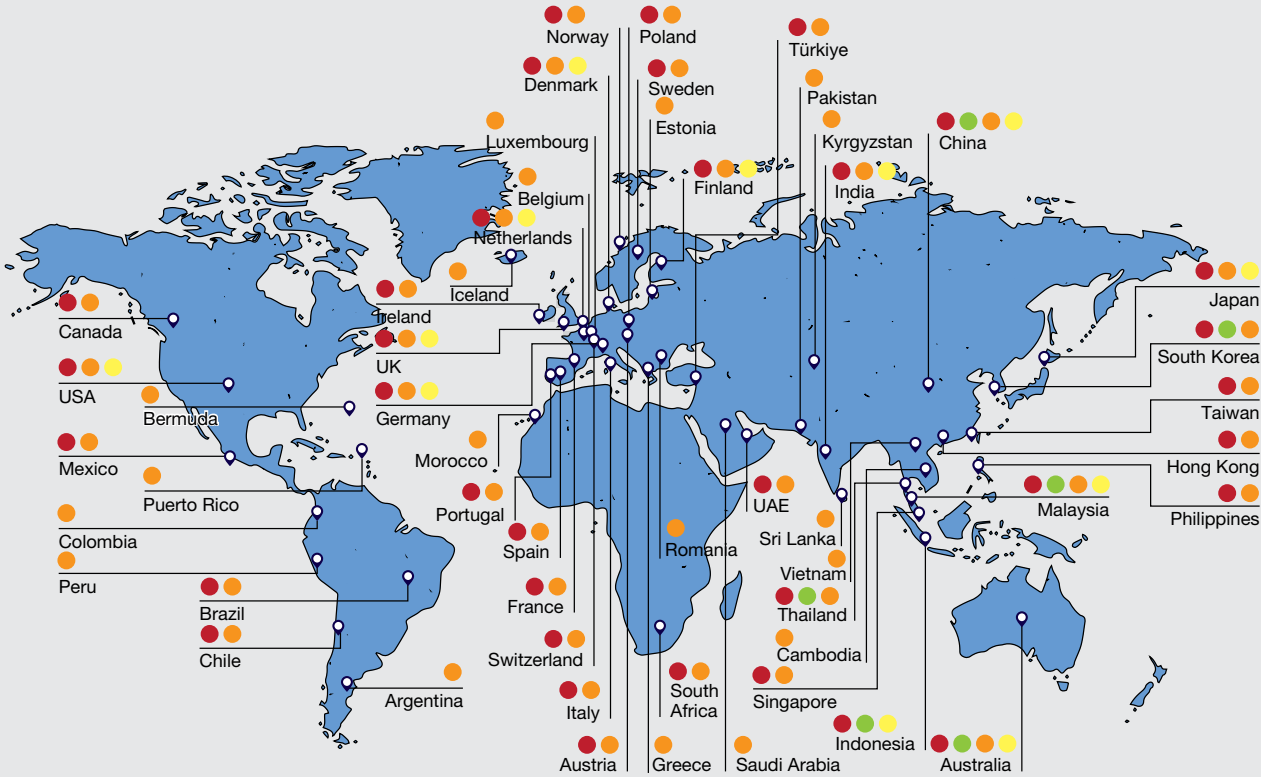 Norway
Poland
Türkiye
Denmark
Sweden
Pakistan
Estonia
Luxembourg
Kyrgyzstan
China
Finland
India
Belgium
Netherlands
Iceland
Japan
Ireland
Canada
South Korea
UK
USA
Bermuda
Germany
Taiwan
Morocco
Mexico
Hong Kong
Puerto Rico
Portugal
UAE
Malaysia
Philippines
Colombia
Spain
Romania
Sri Lanka
Vietnam
Peru
Brazil
France
Thailand
Chile
Switzerland
Cambodia
Argentina
Italy
South
Africa
Singapore
Indonesia
Austria
Greece
Saudi Arabia
Australia